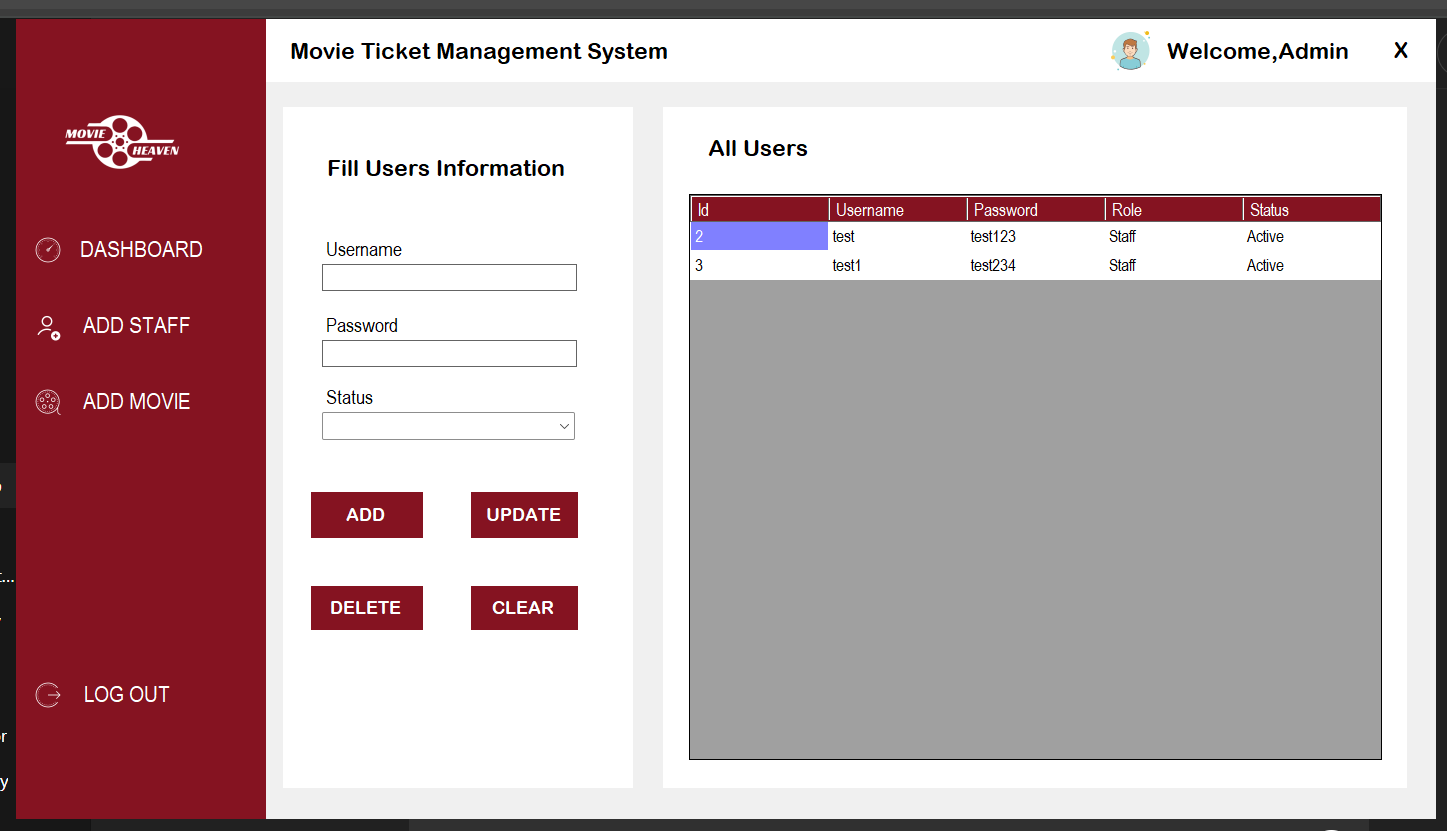 Movie Ticket Management System
Welcome,Admin
X
MOVIE
HEAVEN
DASHBOARD
ADD STAFF
ADD MOVIE
LOG OUT
Fill Users Information
Username
Password
Status
ADD
UPDATE
DELETE
CLEAR
All Users
Id Username Password Role Status
2 test test123 Staff Active
3 test1 test234 Staff Active
t...
r
y